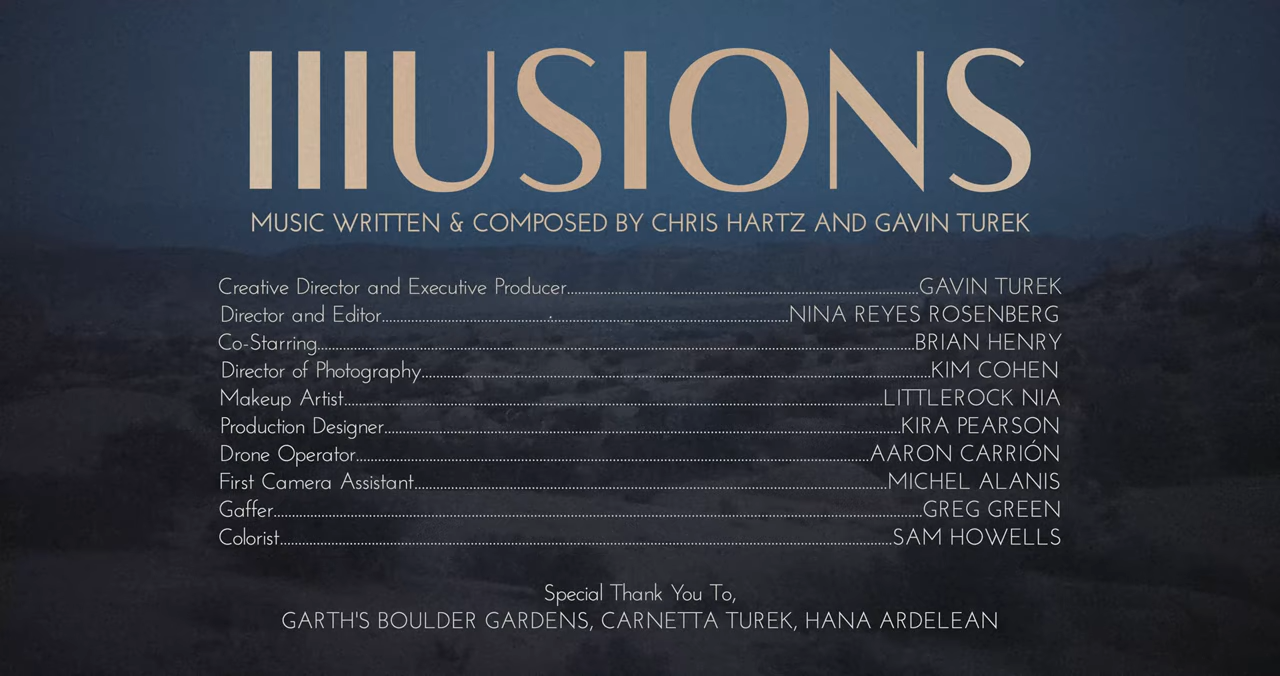 IIIUSIONS
MUSIC WRITTEN & COMPOSED BY CHRIS HARTZ AND GAVIN TUREK
Creative Director and Executive Producer....................GAVIN TUREK
Director and Editor....................NINA REYES ROSENBERG
Co-Starring....................BRIAN HENRY
Director of Photography....................KIM COHEN
Makeup Artist....................LITTLEROCK NIA
Production Designer....................KIRA PEARSON
Drone Operator....................AARON CARRIÓN
First Camera Assistant....................MICHEL ALANIS
Gaffer....................GREG GREEN
Colorist....................SAM HOWELLS
Special Thank You To,
GARTH'S BOULDER GARDENS, CARNETTA TUREK, HANA ARDELEAN